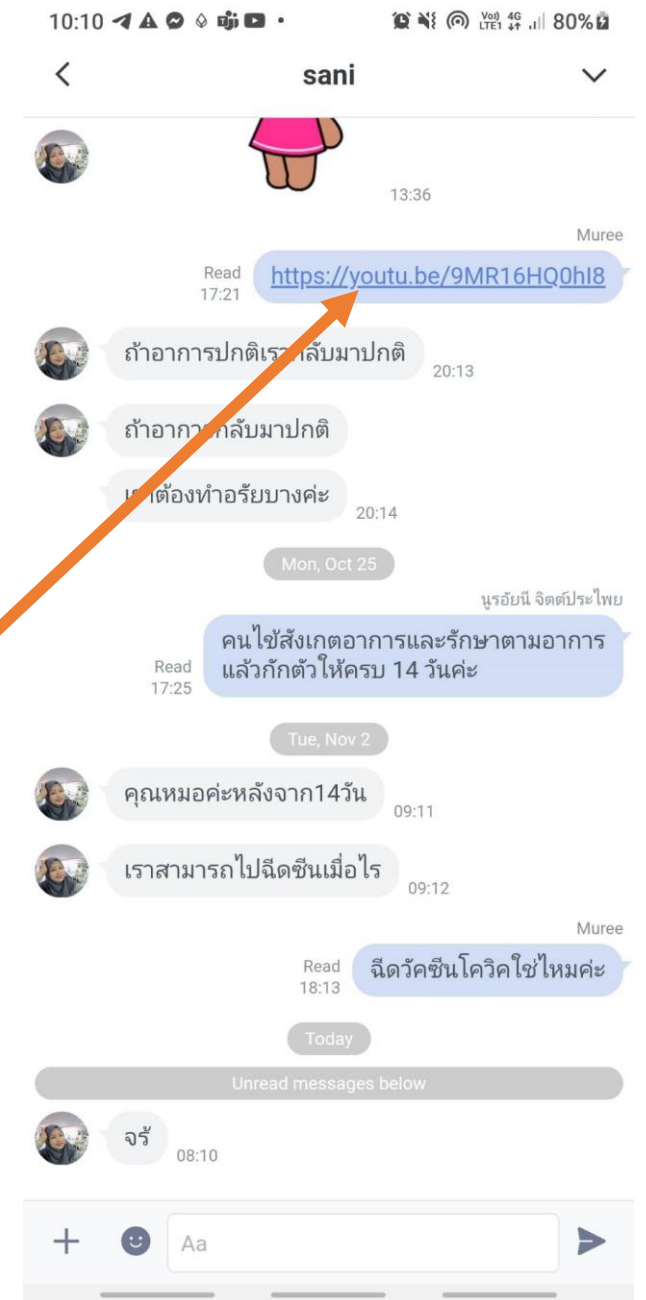 10:10
Vo) LTE1 4G 80%
sani
13:36
Muree
Read
17:21
https://youtu.be/9MR16HQ0hI8
ถ้าอาการปกติเรากลับมาปกติ
20:13
ถ้าอาการกลับมาปกติ
เราต้องทำอรัยบางค่ะ
20:14
Mon, Oct 25
นูรอัยนี จิตต์ประไพย
คนไข้สังเกตอาการและรักษาตามอาการ
แล้วกักตัวให้ครบ 14 วันค่ะ
Read
17:25
Tue, Nov 2
คุณหมอค่ะหลังจาก14วัน
09:11
เราสามารถไปฉีดซีนเมื่อไร
09:12
Muree
Read
18:13
ฉีดวัคซีนโควิคใช่ไหมค่ะ
Today
Unread messages below
จร้
08:10
Aa